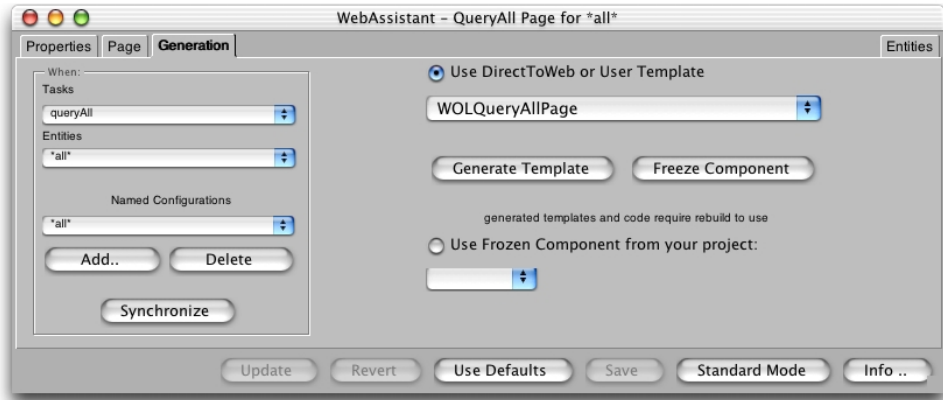 WebAssistant - QueryAll Page for *all*
Properties Page Generation Entities
When:
Tasks
queryAll
Entities
*all*
Named Configurations
*all*
Add.. Delete
Synchronize
Use DirectToWeb or User Template
WOLQueryAllPage
Generate Template Freeze Component
generated templates and code require rebuild to use
Use Frozen Component from your project:
Update Revert Use Defaults Save Standard Mode Info ..